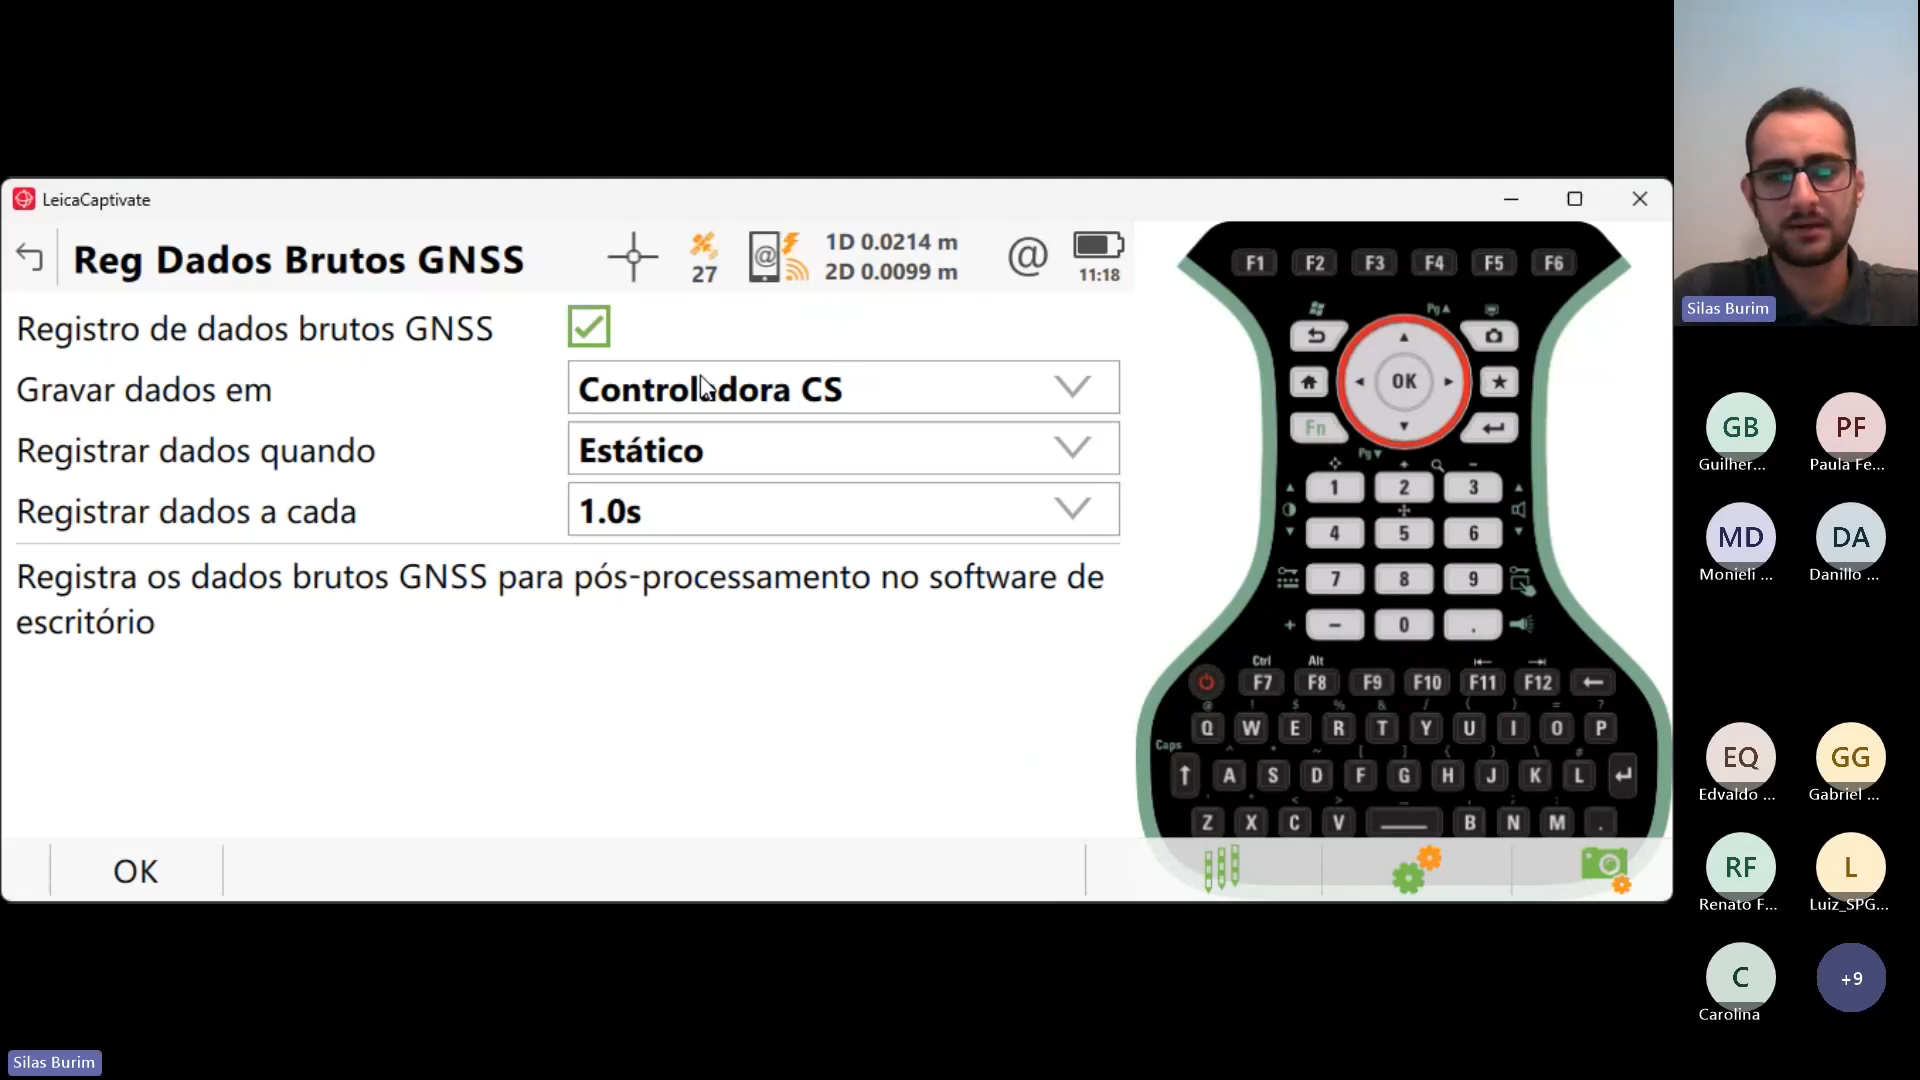 LeicaCaptivate
Reg Dados Brutos GNSS
27
@
1D 0.0214 m
2D 0.0099 m
@
11:18
Registro de dados brutos GNSS
Gravar dados em
Controladora CS
Registrar dados quando
Estático
Registrar dados a cada
1.0s
Registra os dados brutos GNSS para pós-processamento no software de
escritório
OK
F1 F2 F3 F4 F5 F6
Pg
OK
Fn
Pg
1 2 3
4 5 6
7 8 9
+ - 0 .
Ctrl Alt
F7 F8 F9 F10 F11 F12
@ ! $ % & / ( ) = ?
Q W E R T Y U I O P
Caps
A S D F G H J K L
Z X C V B N M .
Silas Burim
GB
Guilher...
PF
Paula Fe...
MD
Monieli ...
DA
Danillo ...
EQ
Edvaldo ...
GG
Gabriel ...
RF
Renato F...
L
Luiz_SPG...
C
Carolina
+9
Silas Burim